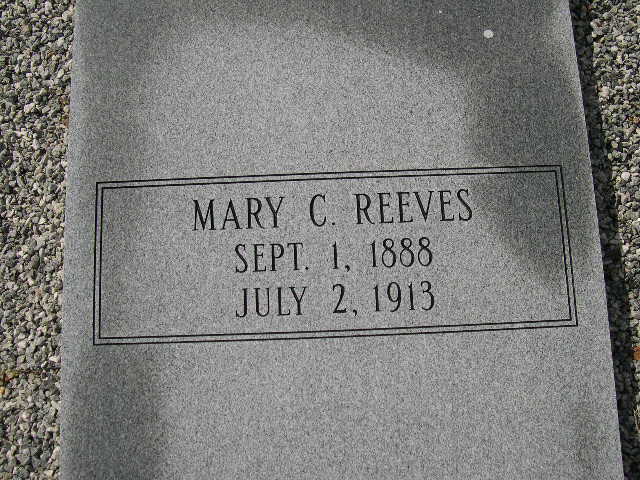 MARY C. REEVES
SEPT. 1, 1888
JULY 2, 1913